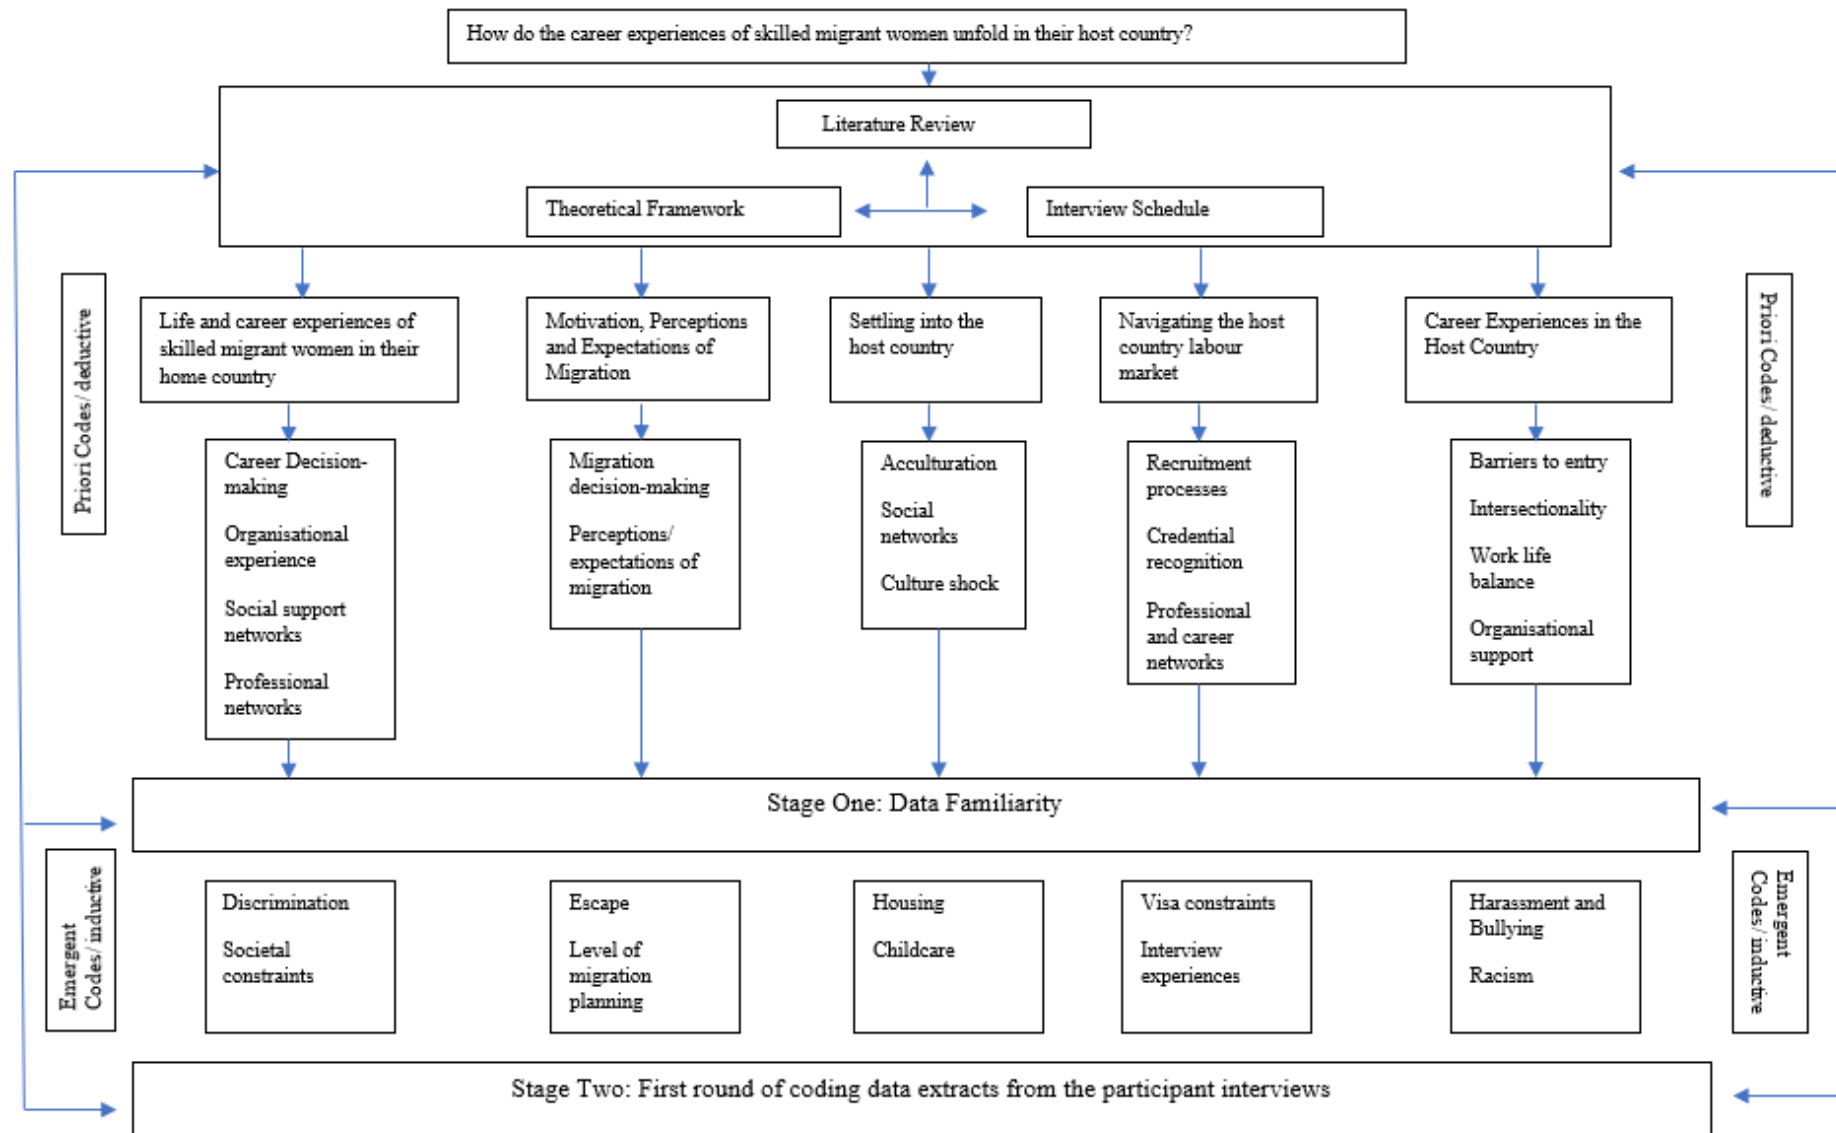 How do the career experiences of skilled migrant women unfold in their host country?
Literature Review
Theoretical Framework
Interview Schedule
Priori Codes/ deductive
Life and career experiences of
skilled migrant women in their
home country
Motivation, Perceptions
and Expectations of
Migration
Settling into the
host country
Navigating the host
country labour
market
Career Experiences in the
Host Country
Priori Codes/ deductive
Career Decision-
making
Organisational
experience
Social support
networks
Professional
networks
Migration
decision-making
Perceptions/
expectations of
migration
Acculturation
Social
networks
Culture shock
Recruitment
processes
Credential
recognition
Professional
and career
networks
Barriers to entry
Intersectionality
Work life
balance
Organisational
support
Stage One: Data Familiarity
Emergent
Codes/ inductive
Discrimination
Societal
constraints
Escape
Level of
migration
planning
Housing
Childcare
Visa constraints
Interview
experiences
Harassment and
Bullying
Racism
Emergent
Codes/ inductive
Stage Two: First round of coding data extracts from the participant interviews